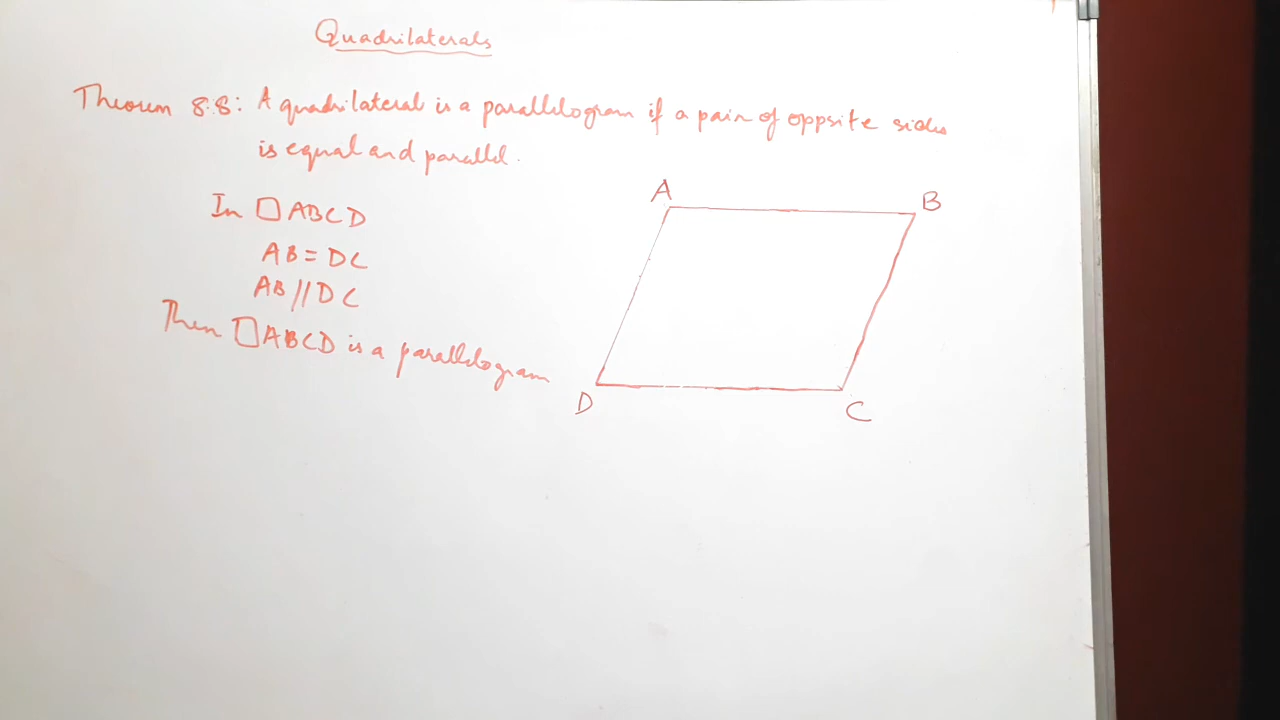 Quadrilaterals
Theorem 8.8: A quadrilateral is a parallelogram if a pair of opposite sides
is equal and parallel.
In □ABCD
AB = DC
AB // DC
Then □ABCD is a parallelogram
A
B
D
C